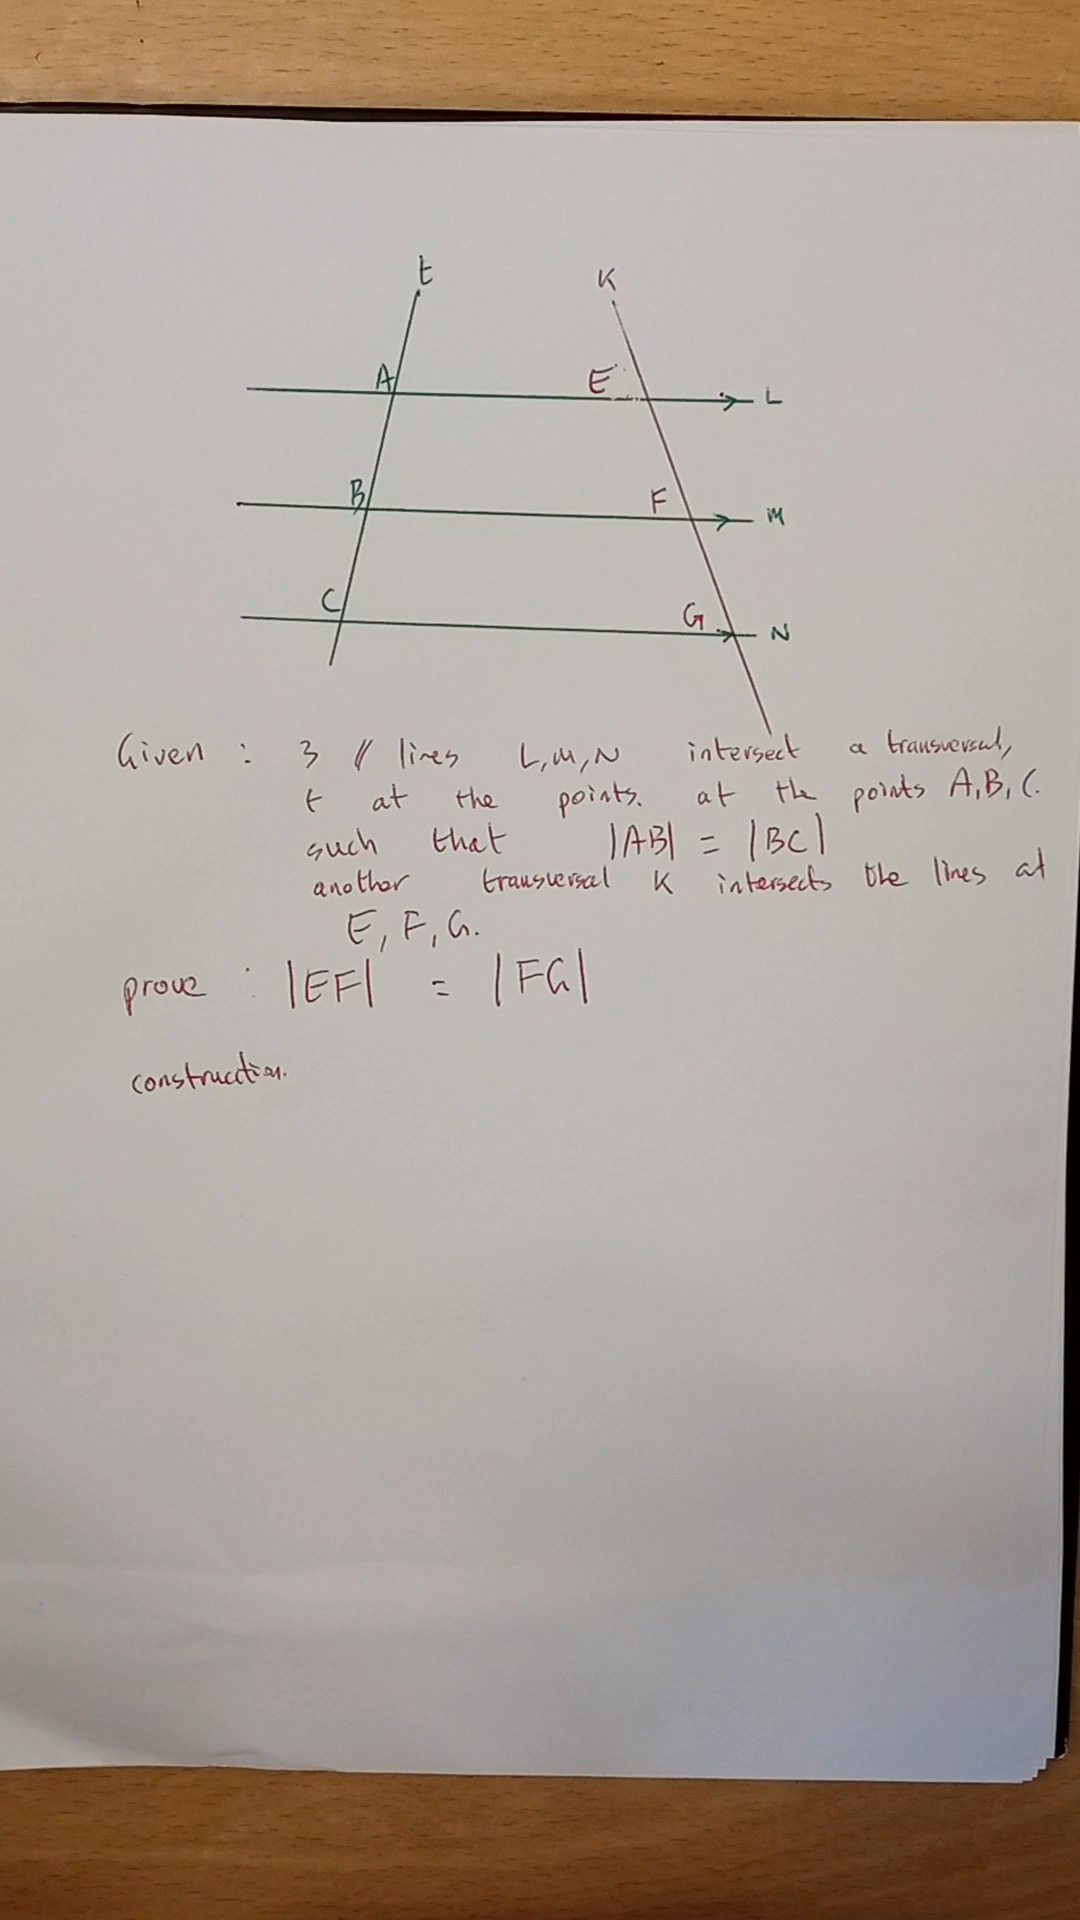 t K
A E L
B F M
C G N
Given : 3 // lines L, M, N intersect a transversal,
t at the points. at the points A, B, C.
such that |AB| = |BC|
another transversal K intersects the lines at
E, F, G.
prove : |EF| = |FG|
construction.